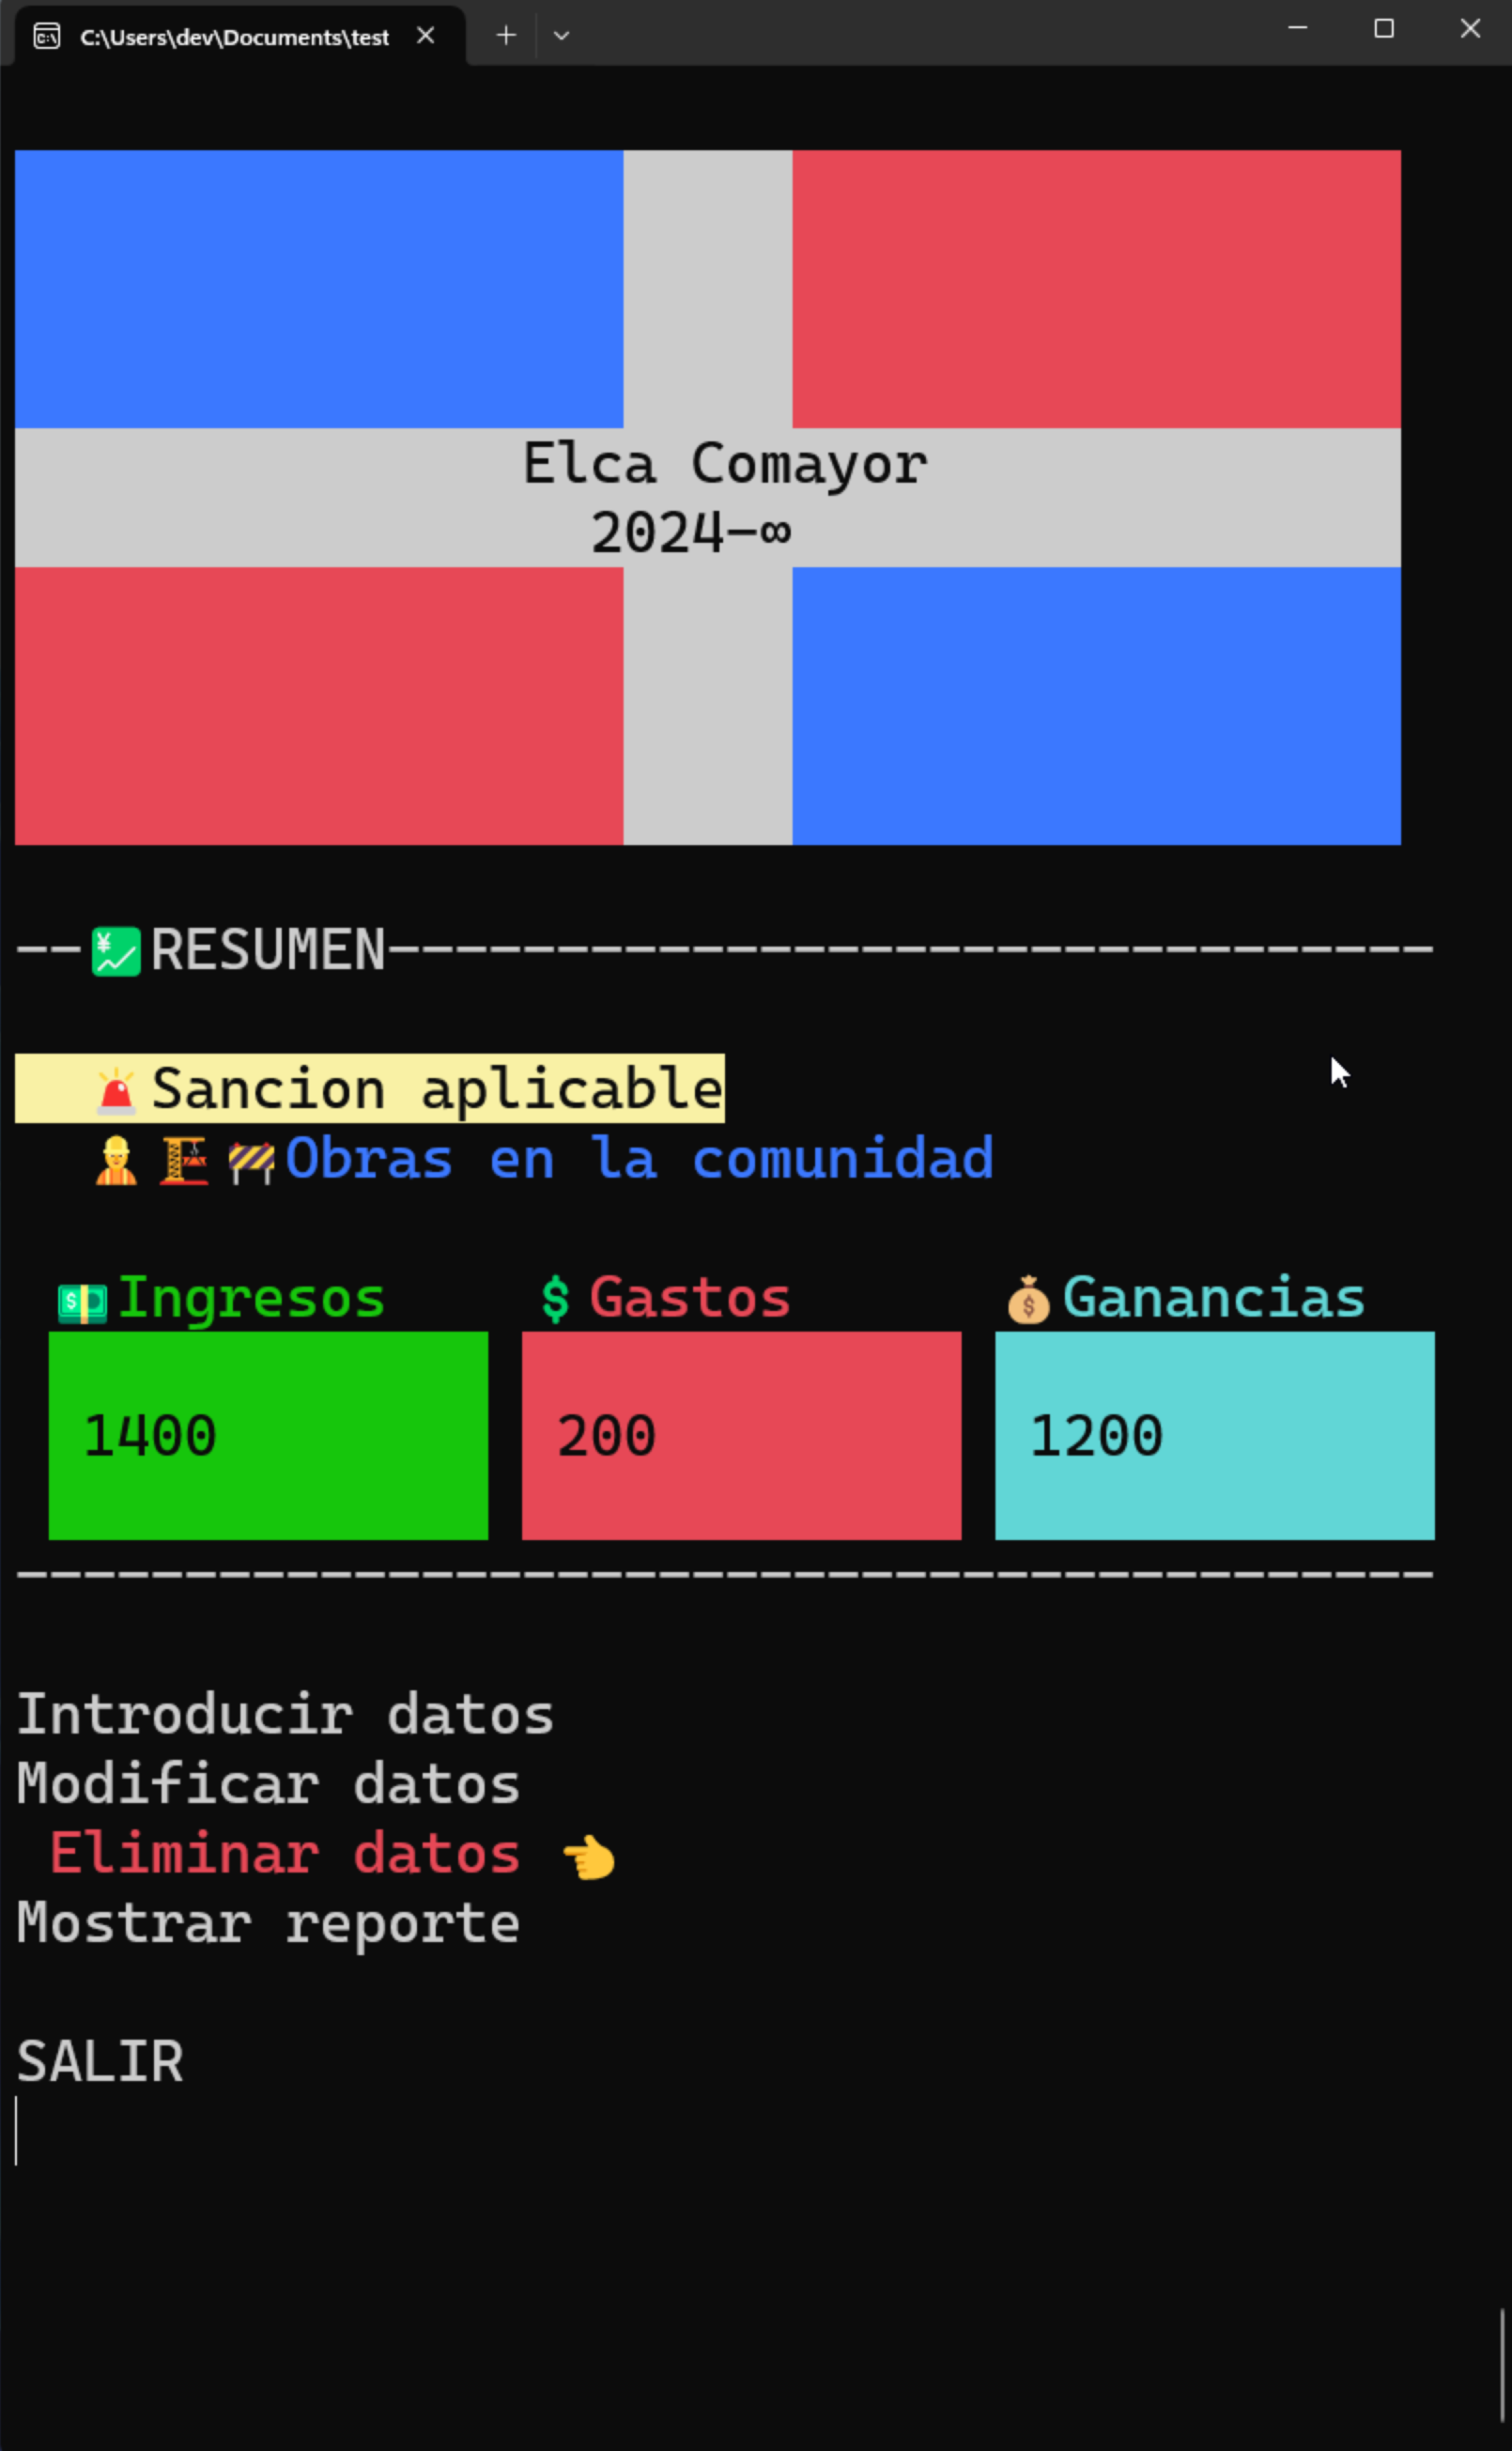 C:\Users\dev\Documents\test
Elca Comayor
2024-∞
--💹RESUMEN-------------------------------
🚨Sancion aplicable
👷🏗🚧Obras en la comunidad
💵Ingresos 💲Gastos 💰Ganancias
1400 200 1200
------------------------------------------
Introducir datos
Modificar datos
Eliminar datos 👈
Mostrar reporte
SALIR